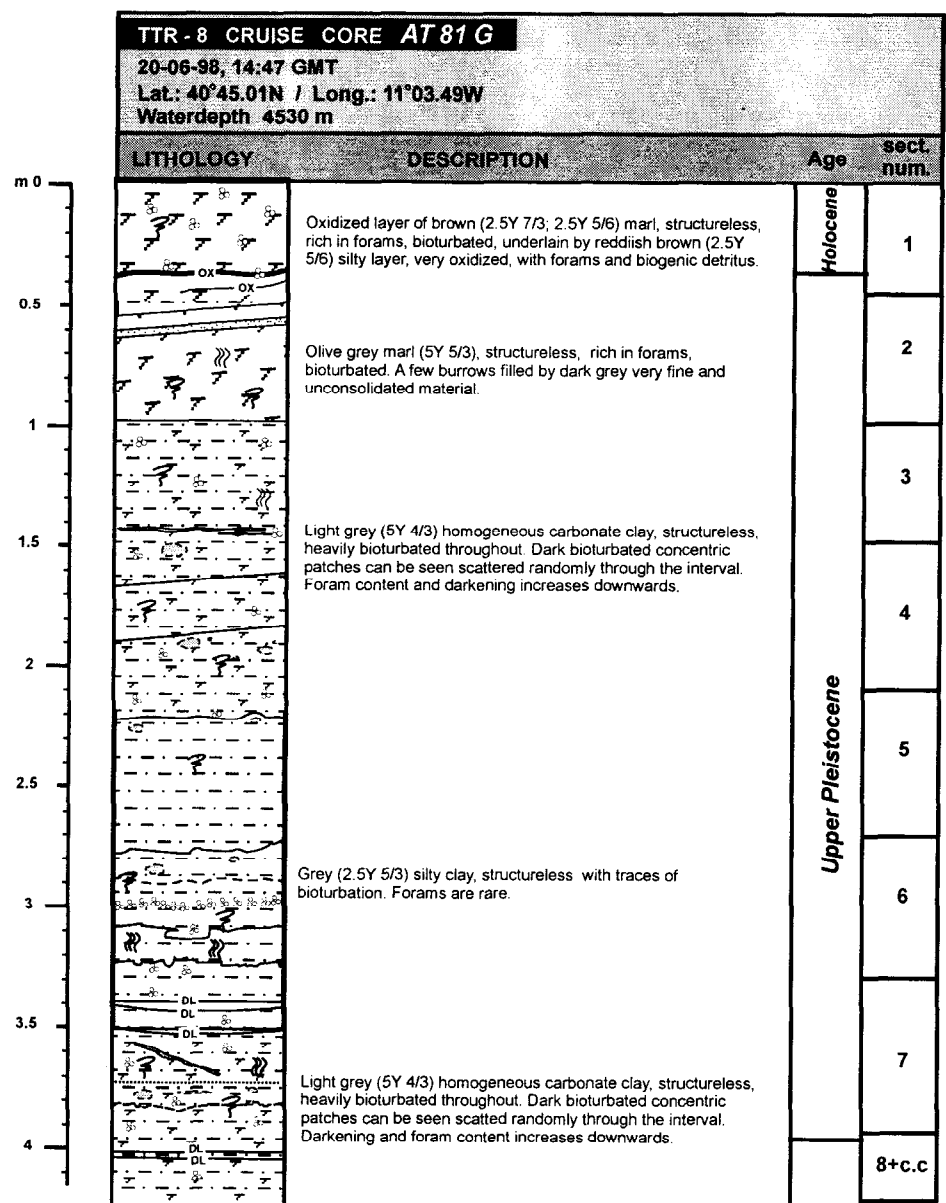 TTR - 8 CRUISE CORE AT 81 G
20-06-98, 14:47 GMT
Lat.: 40°45.01N / Long.: 11°03.49W
Waterdepth 4530 m
LITHOLOGY DESCRIPTION Age sect. num.
m 0
Oxidized layer of brown (2.5Y 7/3; 2.5Y 5/6) marl, structureless,
rich in forams, bioturbated, underlain by reddiish brown (2.5Y
5/6) silty layer, very oxidized, with forams and biogenic detritus.
Holocene
1
OX
OX
0.5
Olive grey marl (5Y 5/3), structureless, rich in forams,
bioturbated. A few burrows filled by dark grey very fine and
unconsolidated material.
2
1
3
1.5
Light grey (5Y 4/3) homogeneous carbonate clay, structureless,
heavily bioturbated throughout. Dark bioturbated concentric
patches can be seen scattered randomly through the interval.
Foram content and darkening increases downwards.
4
2
Upper Pleistocene
5
2.5
Grey (2.5Y 5/3) silty clay, structureless with traces of
bioturbation. Forams are rare.
6
3
DL
DL
3.5
DL
7
Light grey (5Y 4/3) homogeneous carbonate clay, structureless,
heavily bioturbated throughout. Dark bioturbated concentric
patches can be seen scatted randomly through the interval.
Darkening and foram content increases downwards.
4
DL
DL
8+c.c